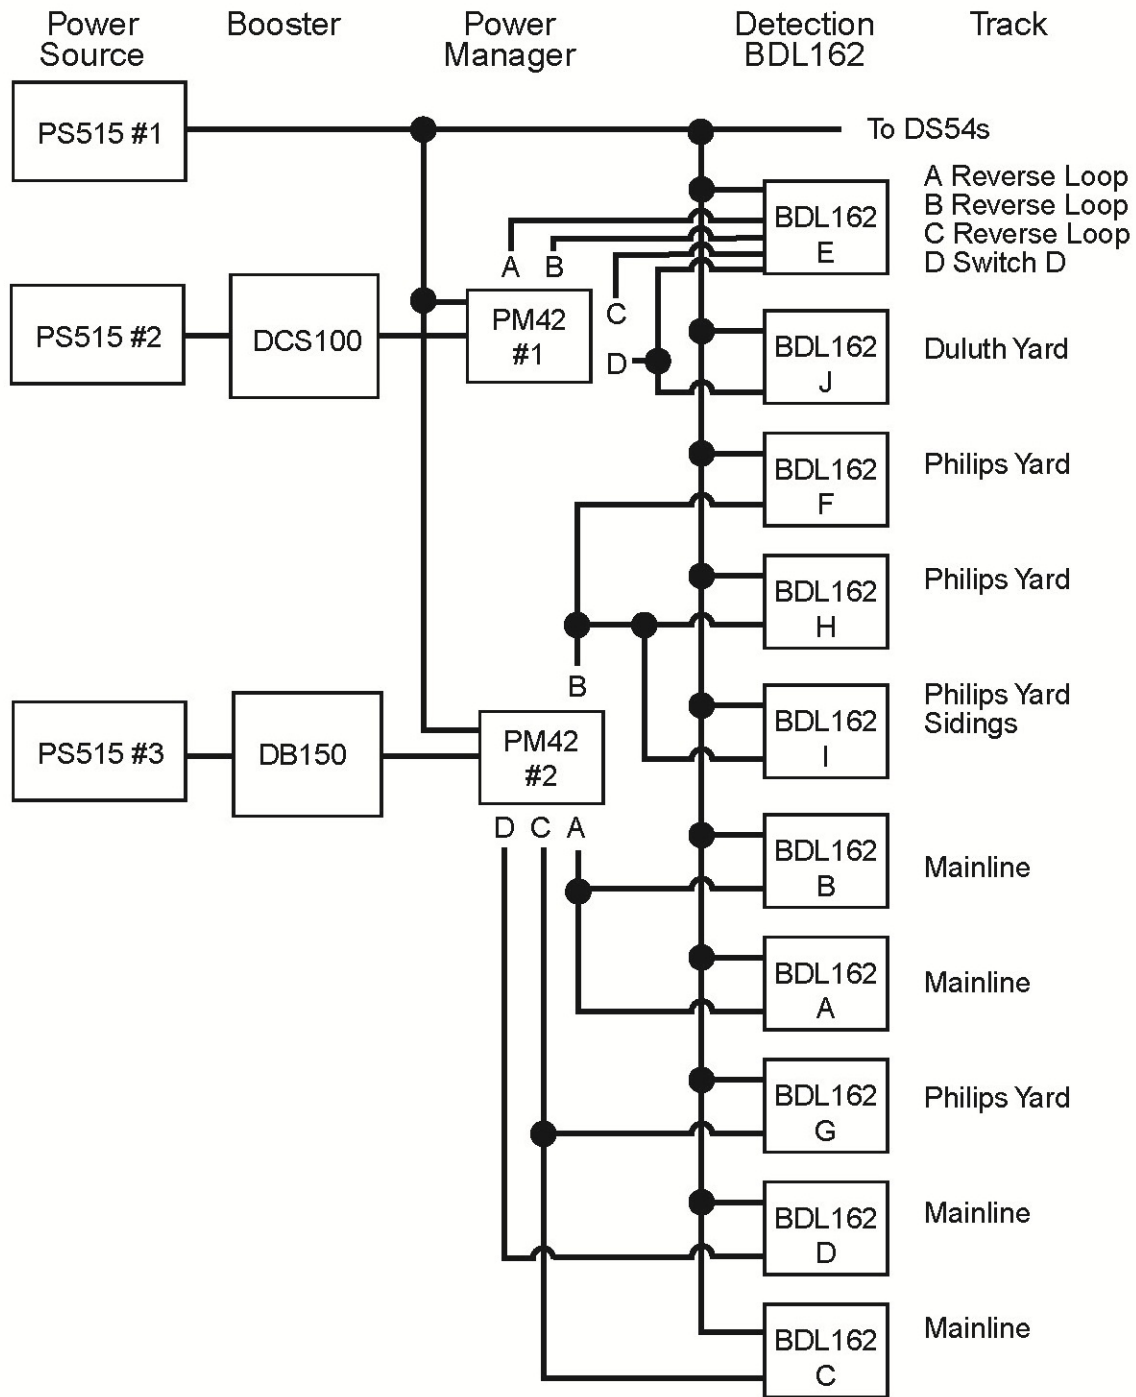 Power Source
Booster
Power Manager
Detection BDL162
Track
PS515 #1
To DS54s
A Reverse Loop
B Reverse Loop
C Reverse Loop
D Switch D
BDL162
E
A
B
C
PS515 #2
DCS100
PM42
#1
D
BDL162
J
Duluth Yard
BDL162
F
Philips Yard
BDL162
H
Philips Yard
B
PS515 #3
DB150
PM42
#2
BDL162
I
Philips Yard
Sidings
D
C
A
BDL162
B
Mainline
BDL162
A
Mainline
BDL162
G
Philips Yard
BDL162
D
Mainline
BDL162
C
Mainline